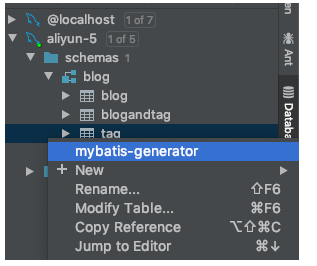 @localhost 1 of 7
aliyun-5 1 of 5
schemas 1
blog
blog
blogandtag
tag
mybatis-generator
New
Rename... ⇧F6
Modify Table... ⌘F6
Copy Reference ⌥⇧⌘C
Jump to Editor ⌘↓
Ant
Databa